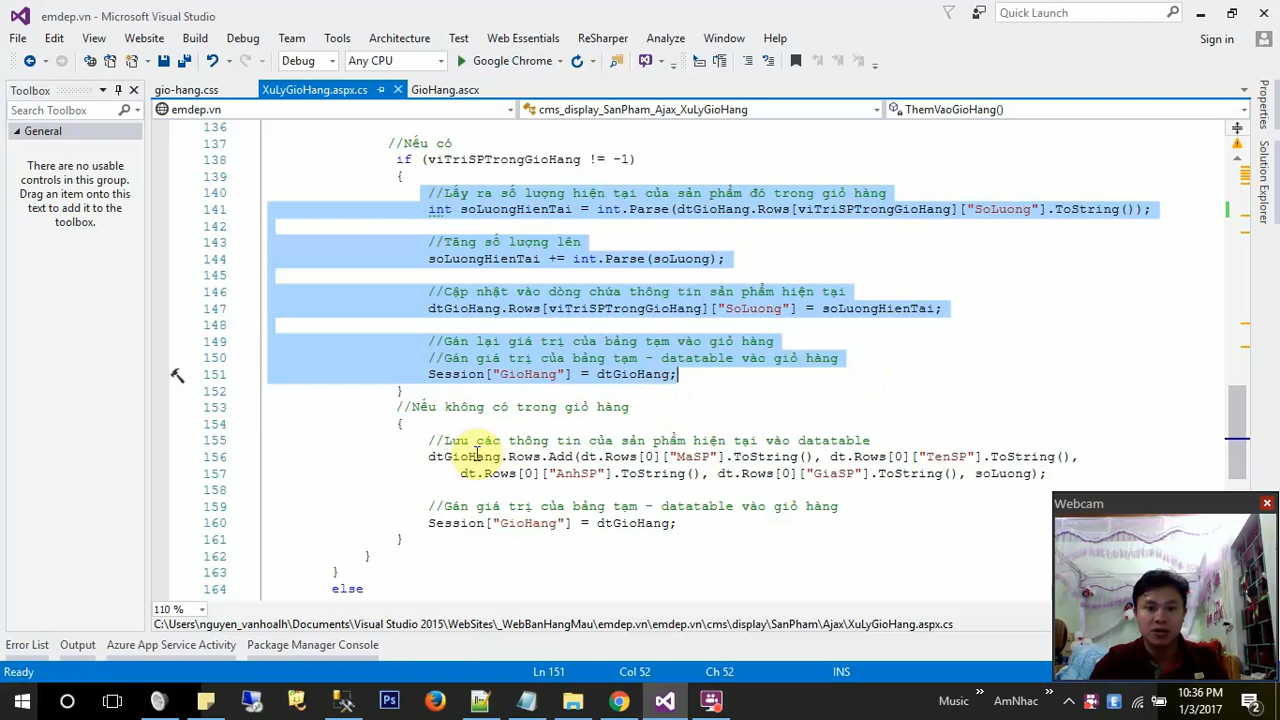 emdep.vn - Microsoft Visual Studio
Quick Launch
File Edit View Website Build Debug Team Tools Architecture Test Web Essentials ReSharper Analyze Window Help
Sign in
Debug Any CPU Google Chrome
Toolbox
gio-hang.css XuLyGioHang.aspx.cs GioHang.ascx
Search Toolbox
emdep.vn cms_display_SanPham_Ajax_XuLyGioHang ThemVaoGioHang()
General
There are no usable controls in this group. Drag an item onto this text to add it to the toolbox.
136
137 //Nếu có
138 if (viTriSPTrongGioHang != -1)
139 {
140 //Lấy ra số lượng hiện tại của sản phẩm đó trong giỏ hàng
141 int soLuongHienTai = int.Parse(dtGioHang.Rows[viTriSPTrongGioHang]["SoLuong"].ToString());
142
143 //Tăng số lượng lên
144 soLuongHienTai += int.Parse(soLuong);
145
146 //Cập nhật vào dòng chứa thông tin sản phẩm hiện tại
147 dtGioHang.Rows[viTriSPTrongGioHang]["SoLuong"] = soLuongHienTai;
148
149 //Gán lại giá trị của bảng tạm vào giỏ hàng
150 //Gán giá trị của bảng tạm - datatable vào giỏ hàng
151 Session["GioHang"] = dtGioHang;
152 }
153 //Nếu không có trong giỏ hàng
154 {
155 //Lưu các thông tin của sản phẩm hiện tại vào datatable
156 dtGioHang.Rows.Add(dt.Rows[0]["MaSP"].ToString(), dt.Rows[0]["TenSP"].ToString(),
157 dt.Rows[0]["AnhSP"].ToString(), dt.Rows[0]["GiaSP"].ToString(), soLuong);
158
159 //Gán giá trị của bảng tạm - datatable vào giỏ hàng
160 Session["GioHang"] = dtGioHang;
161 }
162 }
163 }
164 else
Properties
Team Explorer
Solution Explorer
Webcam
110 %
C:\Users\nguyen_vanhoalh\Documents\Visual Studio 2015\WebSites\_WebBanHangMau\emdep.vn\emdep.vn\cms\display\SanPham\Ajax\XuLyGioHang.aspx.cs
Error List Output Azure App Service Activity Package Manager Console
Ready Ln 151 Col 52 Ch 52 INS
Music » AmNhac »
10:36 PM
1/3/2017
2